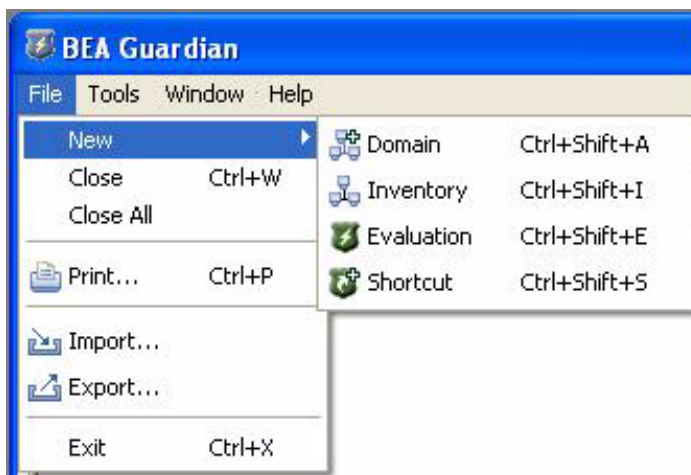 BEA Guardian
File Tools Window Help
New
Close Ctrl+W
Close All
Print... Ctrl+P
Import...
Export...
Exit Ctrl+X
Domain Ctrl+Shift+A
Inventory Ctrl+Shift+I
Evaluation Ctrl+Shift+E
Shortcut Ctrl+Shift+S